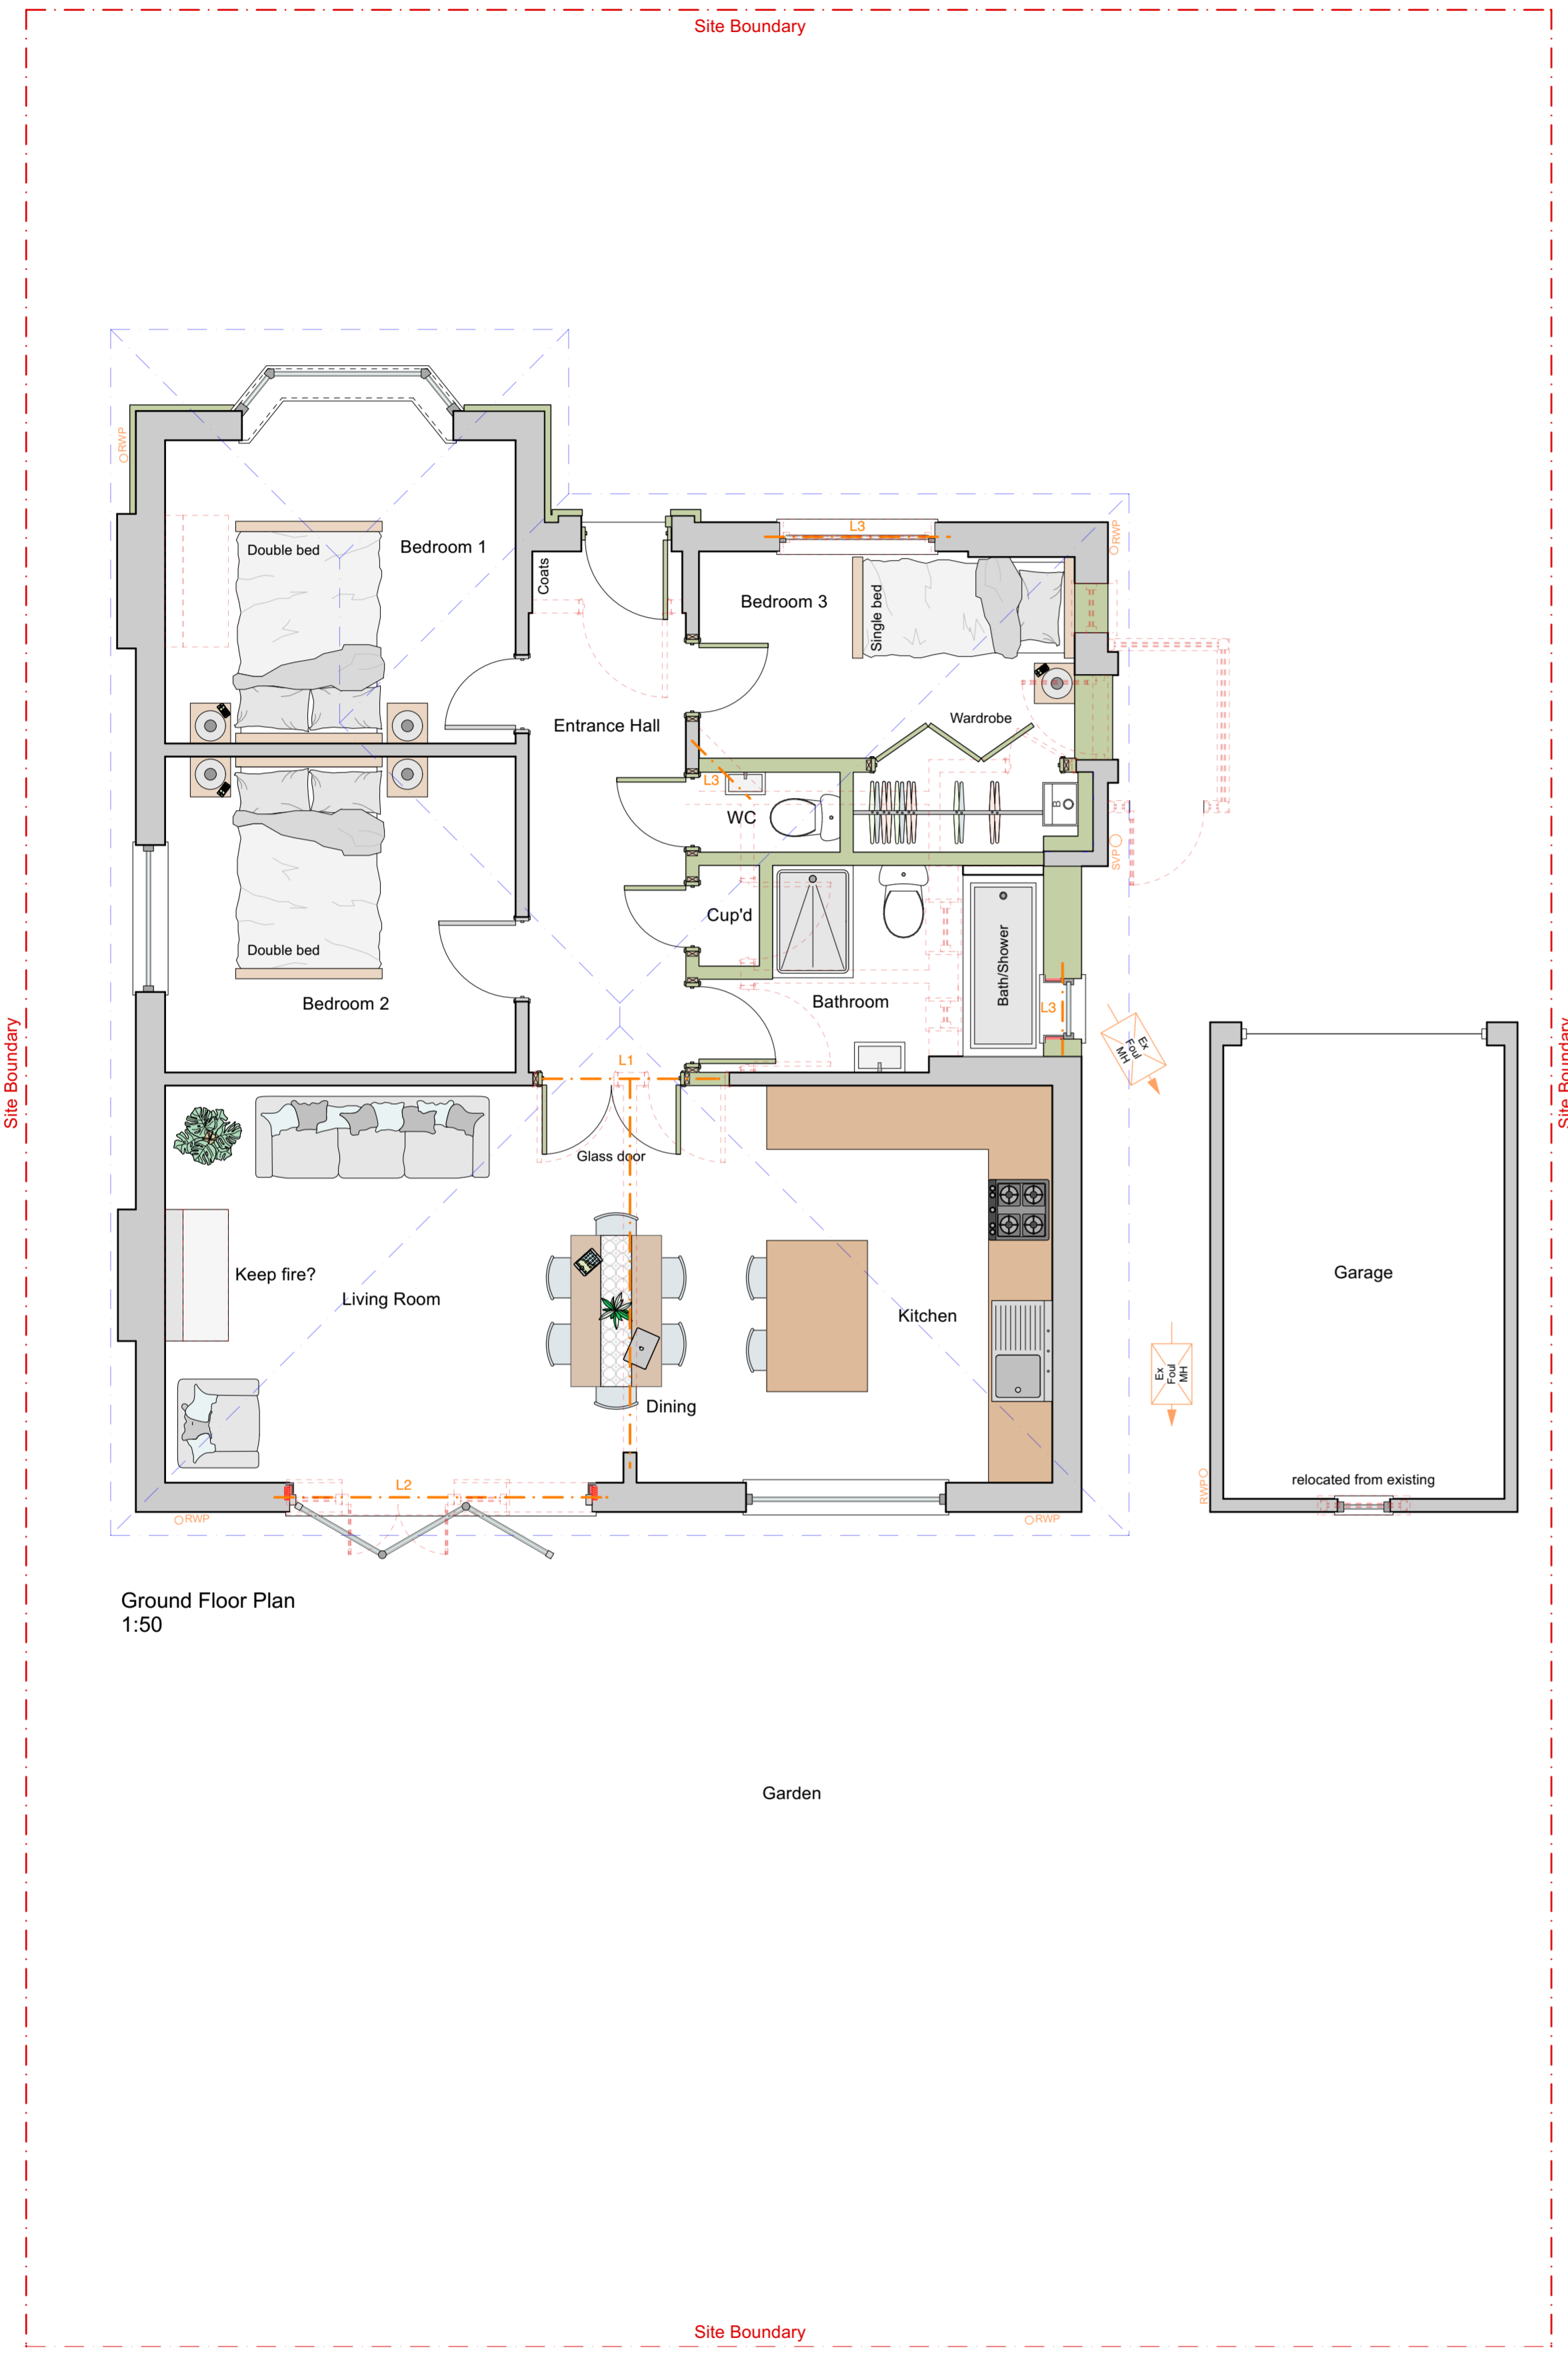 Site Boundary
RWP
Double bed
Bedroom 1
Coats
L3
RWP
Bedroom 3
Single bed
Entrance Hall
Wardrobe
L3
WC
B
SVP
Cup'd
Double bed
Bedroom 2
Bathroom
Bath/Shower
L3
Site Boundary
Ex
Foul
MH
Site Boundary
L1
Glass door
Keep fire?
Living Room
Kitchen
Garage
Dining
Ex
Foul
MH
L2
relocated from existing
RWP
RWP
RWP
Ground Floor Plan
1:50
Garden
Site Boundary